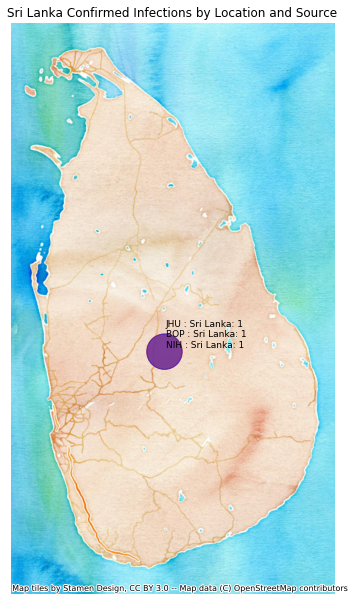 Sri Lanka Confirmed Infections by Location and Source
JHU : Sri Lanka: 1
BOP : Sri Lanka: 1
NIH : Sri Lanka: 1
Map tiles by Stamen Design, CC BY 3.0 -- Map data (C) OpenStreetMap contributors